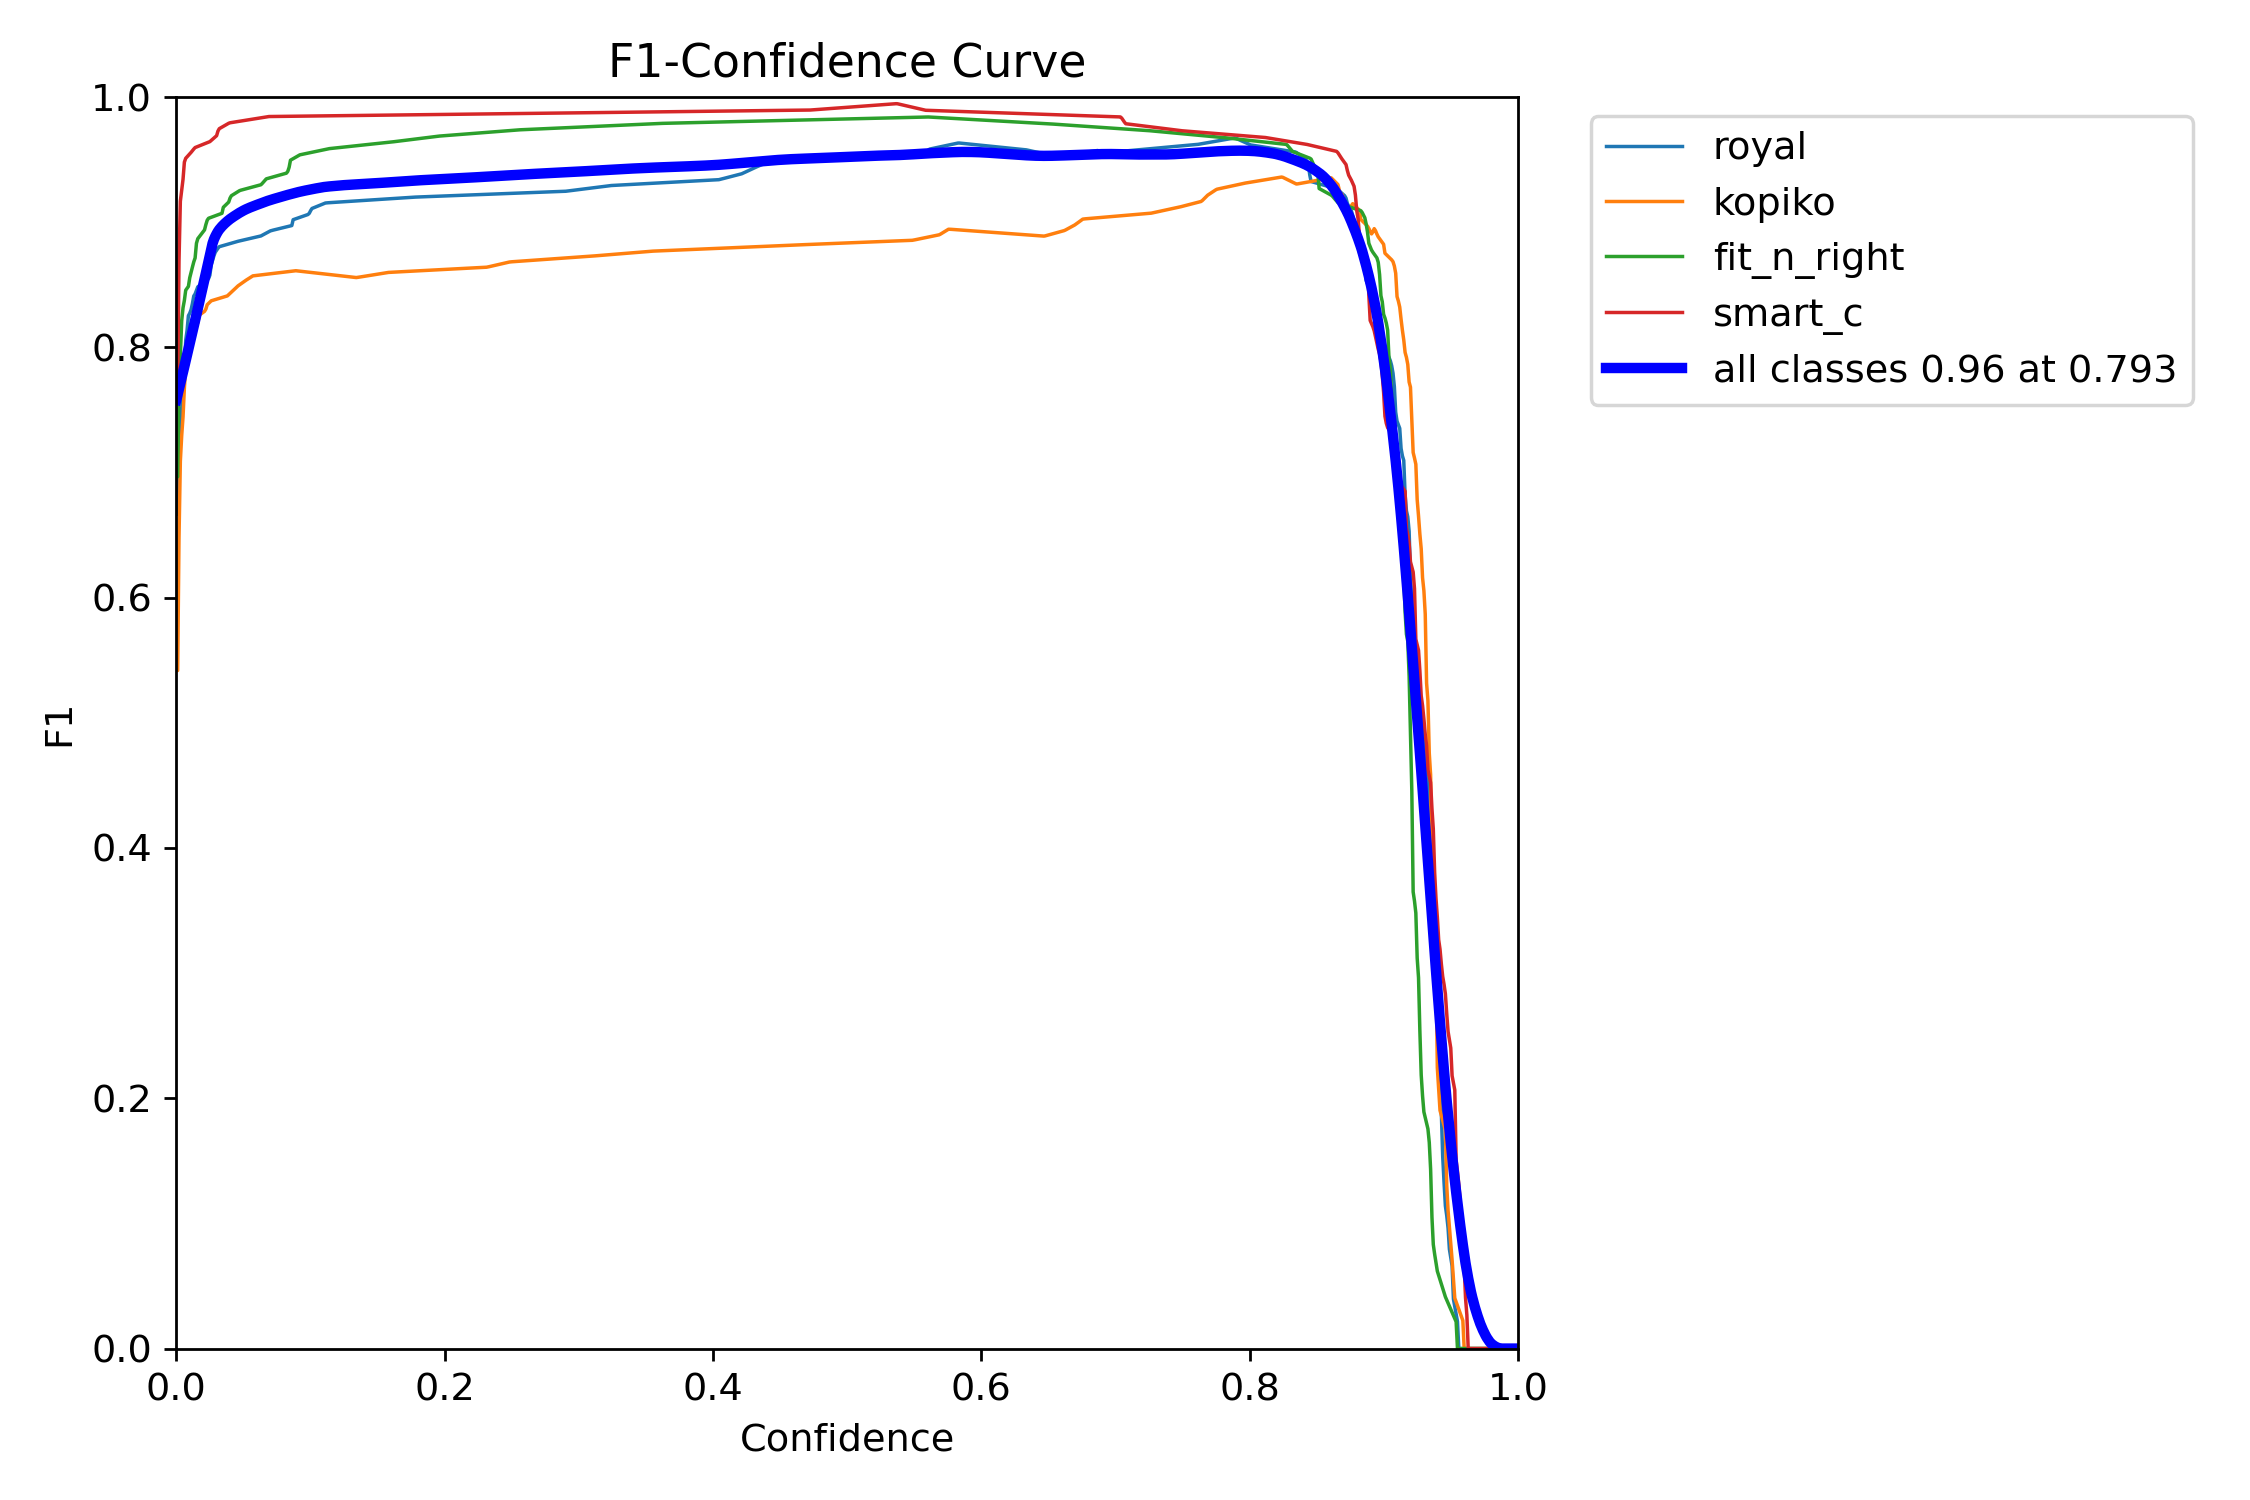 F1-Confidence Curve
1.0
0.8
0.6
0.4
0.2
0.0
F1
0.0 0.2 0.4 0.6 0.8 1.0
Confidence
royal
kopiko
fit_n_right
smart_c
all classes 0.96 at 0.793